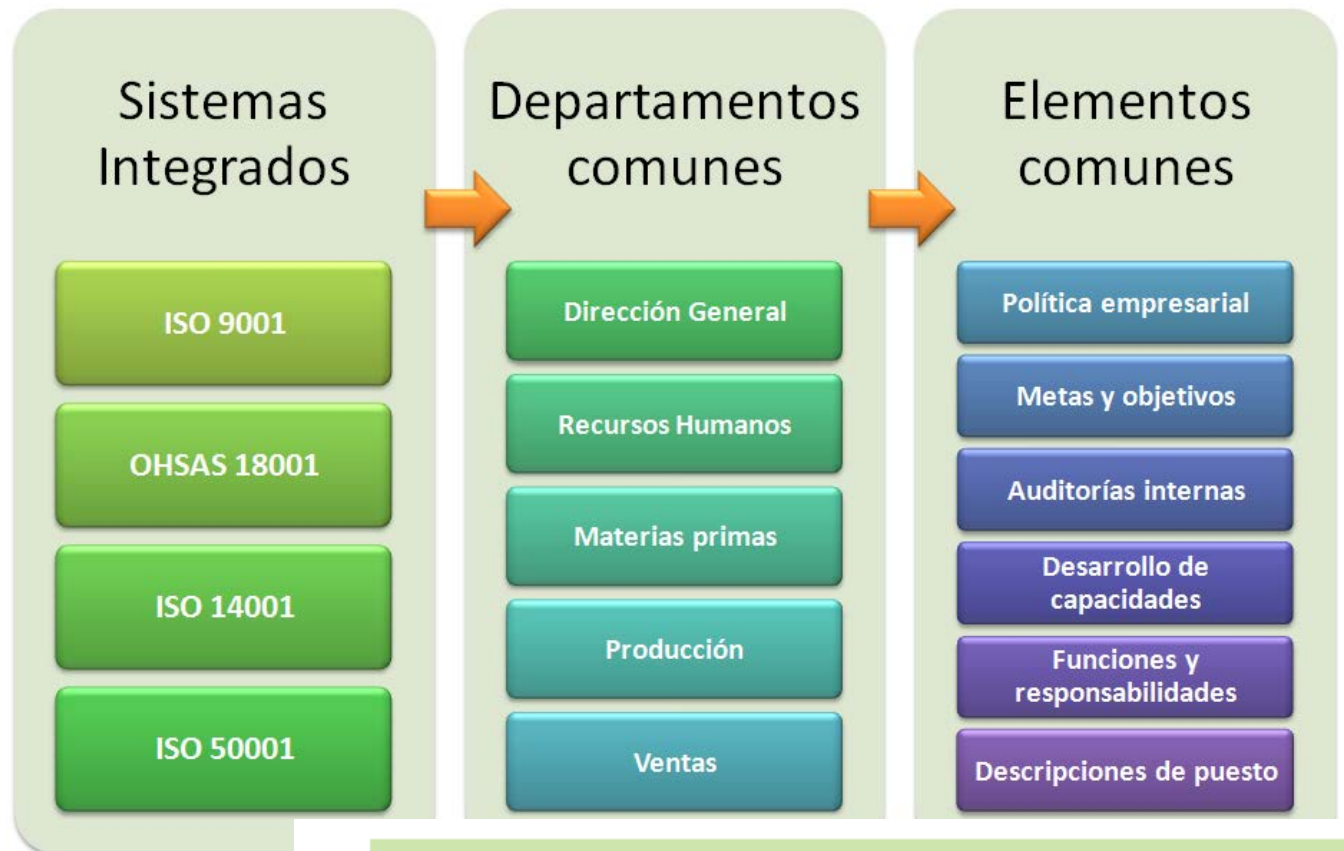 Sistemas
Integrados
ISO 9001
OHSAS 18001
ISO 14001
ISO 50001
Departamentos
comunes
Dirección General
Recursos Humanos
Materias primas
Producción
Ventas
Elementos
comunes
Política empresarial
Metas y objetivos
Auditorías internas
Desarrollo de
capacidades
Funciones y
responsabilidades
Descripciones de puesto